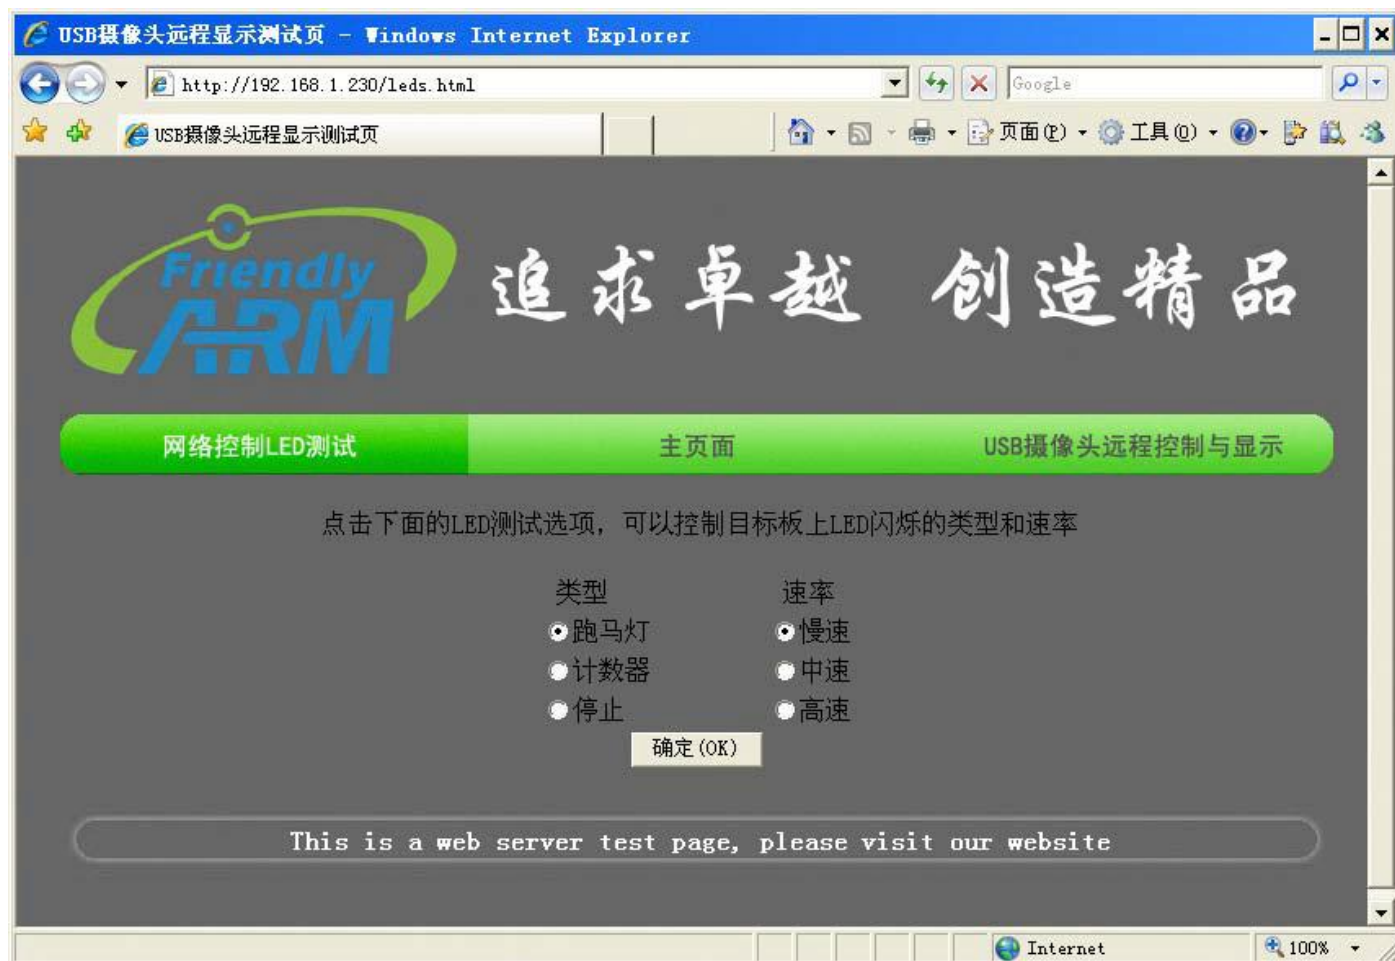 USB摄像头远程显示测试页 - Windows Internet Explorer
http://192.168.1.230/leds.html
Google
USB摄像头远程显示测试页
页面(P)
工具(O)
Friendly
ARM
追求卓越 创造精品
网络控制LED测试 主页面 USB摄像头远程控制与显示
点击下面的LED测试选项，可以控制目标板上LED闪烁的类型和速率
类型 速率
跑马灯 慢速
计数器 中速
停止 高速
确定(OK)
This is a web server test page, please visit our website
Internet 100%